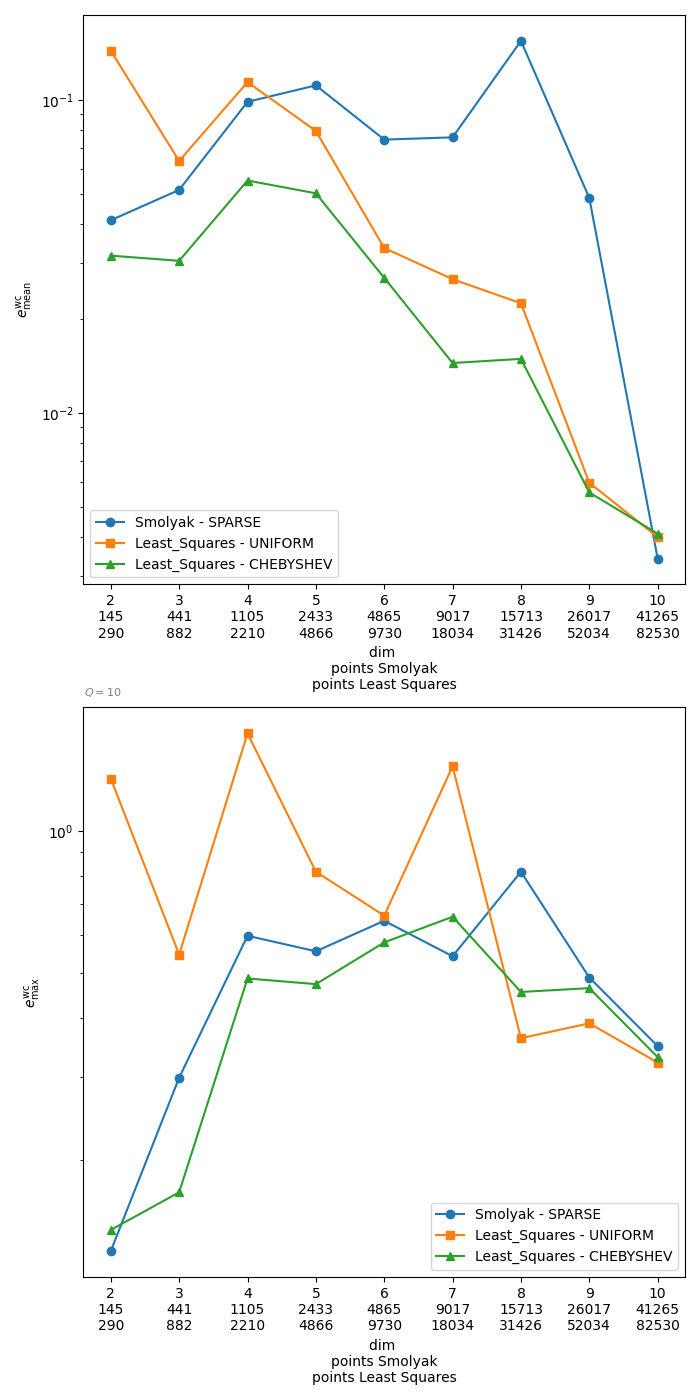 10⁻¹
10⁻²
e^wc_mean
Smolyak - SPARSE
Least_Squares - UNIFORM
Least_Squares - CHEBYSHEV
2 3 4 5 6 7 8 9 10
145 441 1105 2433 4865 9017 15713 26017 41265
290 882 2210 4866 9730 18034 31426 52034 82530
dim
points Smolyak
points Least Squares
Q = 10
10⁰
e^wc_max
Smolyak - SPARSE
Least_Squares - UNIFORM
Least_Squares - CHEBYSHEV
2 3 4 5 6 7 8 9 10
145 441 1105 2433 4865 9017 15713 26017 41265
290 882 2210 4866 9730 18034 31426 52034 82530
dim
points Smolyak
points Least Squares